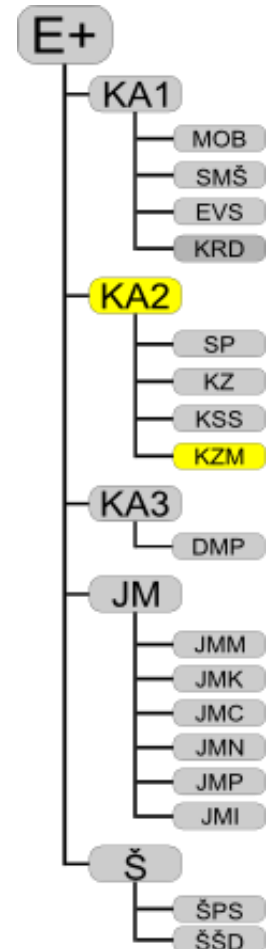 E+
KA1
MOB
SMŠ
EVS
KRD
KA2
SP
KZ
KSS
KZM
KA3
DMP
JM
JMM
JMK
JMC
JMN
JMP
JMI
Š
ŠPS
ŠŠD